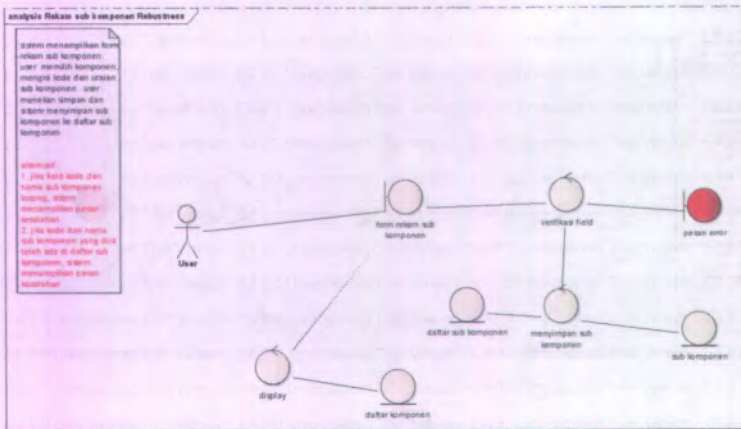 analysis Rekam sub komponen Robustness
sistem menampilkan form
rekam sub komponen.
user memilih komponen,
mengisi kode dan uraian
sub komponen. user
menekan simpan dan
sistem menyimpan sub
komponen ke daftar sub
komponen
alternatif :
1. jika field kode dan
nama sub komponen
kosong, sistem
menampilkan pesan
kesalahan
2. jika kode dan nama
sub komponen yang diisi
telah ada di daftar sub
komponen, sistem
menampilkan pesan
kesalahan
User
form rekam sub
komponen
verifikasi field
pesan error
daftar sub komponen
menyimpan sub
komponen
sub komponen
display
daftar komponen